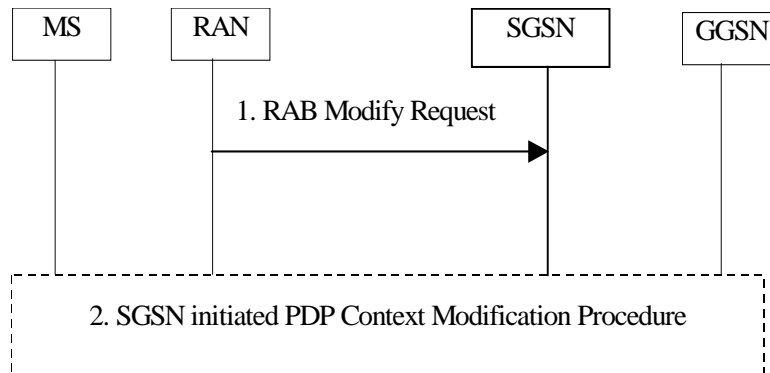 MS RAN SGSN GGSN
1. RAB Modify Request
2. SGSN initiated PDP Context Modification Procedure